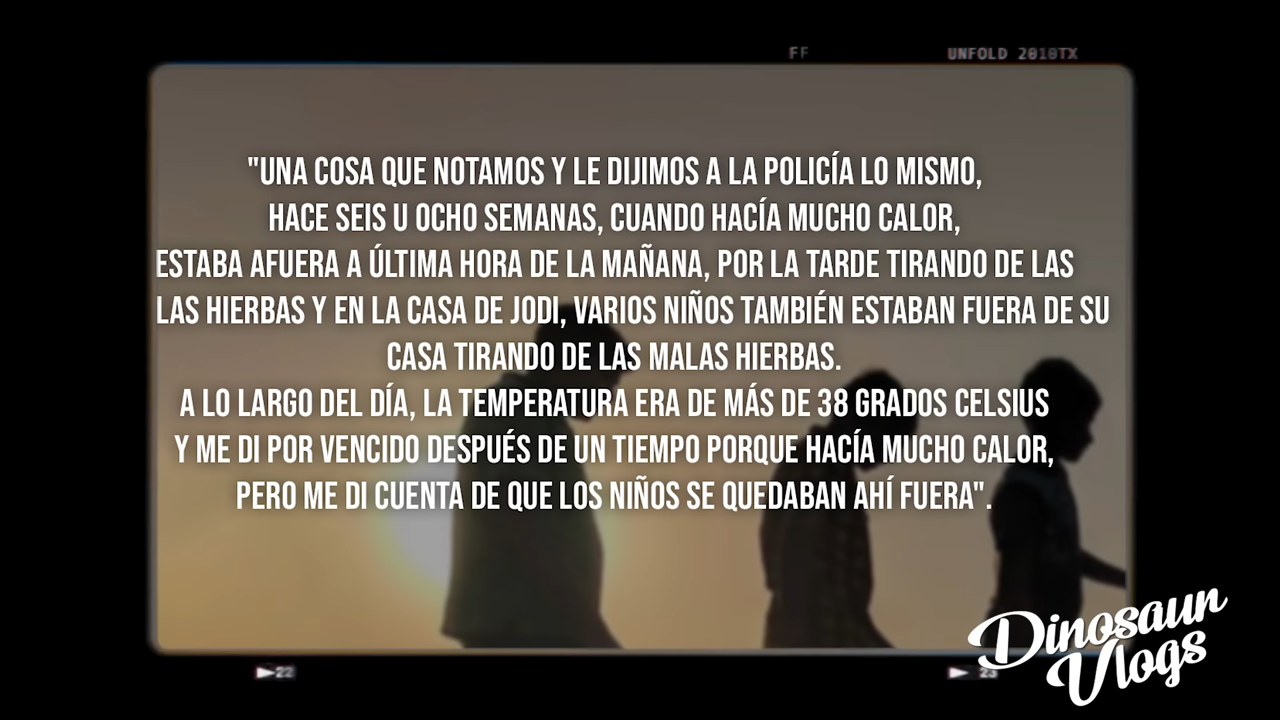 FF
UNFOLD 2010TX
"UNA COSA QUE NOTAMOS Y LE DIJIMOS A LA POLICÍA LO MISMO,
HACE SEIS U OCHO SEMANAS, CUANDO HACÍA MUCHO CALOR,
ESTABA AFUERA A ÚLTIMA HORA DE LA MAÑANA, POR LA TARDE TIRANDO DE LAS
LAS HIERBAS Y EN LA CASA DE JODI, VARIOS NIÑOS TAMBIÉN ESTABAN FUERA DE SU
CASA TIRANDO DE LAS MALAS HIERBAS.
A LO LARGO DEL DÍA, LA TEMPERATURA ERA DE MÁS DE 38 GRADOS CELSIUS
Y ME DI POR VENCIDO DESPUÉS DE UN TIEMPO PORQUE HACÍA MUCHO CALOR,
PERO ME DI CUENTA DE QUE LOS NIÑOS SE QUEDABAN AHÍ FUERA".
22
23
Dinosaur
Vlogs